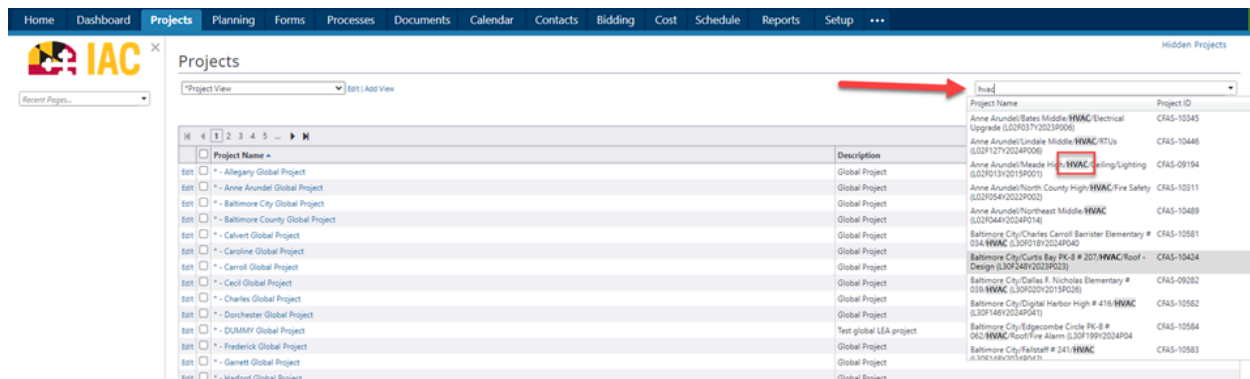 Home Dashboard Projects Planning Forms Processes Documents Calendar Contacts Bidding Cost Schedule Reports Setup •••
IAC
Hidden Projects
Projects
Recent Pages...
*Project View Edit | Add View
hvac
Project Name Project ID
Anne Arundel/Bates Middle/HVAC/Electrical CFAS-10345
Upgrade (L02F037Y2023P006)
Anne Arundel/Lindale Middle/HVAC/RTUs CFAS-10446
(L02F127Y2024P006)
Anne Arundel/Meade High/HVAC/Ceiling/Lighting CFAS-09194
(L02F013Y2015P001)
Anne Arundel/North County High/HVAC/Fire Safety CFAS-10311
(L02F054Y2022P002)
Anne Arundel/Northeast Middle/HVAC CFAS-10489
(L02F044Y2024P014)
Baltimore City/Charles Carroll Barrister Elementary # CFAS-10581
034/HVAC (L30F018Y2024P040
Baltimore City/Curtis Bay PK-8 # 207/HVAC/Roof - CFAS-10424
Design (L30F248Y2023P023)
Baltimore City/Dallas F. Nicholas Elementary # CFAS-09282
039/HVAC (L30F020Y2015P026)
Baltimore City/Digital Harbor High # 416/HVAC CFAS-10582
(L30F146Y2024P041)
Baltimore City/Edgecombe Circle PK-8 # CFAS-10584
062/HVAC/Roof/Fire Alarm (L30F199Y2024P04
Baltimore City/Fallstaff # 241/HVAC CFAS-10583
1 2 3 4 5 ...
Project Name Description
Edit * - Allegany Global Project Global Project
Edit * - Anne Arundel Global Project Global Project
Edit * - Baltimore City Global Project Global Project
Edit * - Baltimore County Global Project Global Project
Edit * - Calvert Global Project Global Project
Edit * - Caroline Global Project Global Project
Edit * - Carroll Global Project Global Project
Edit * - Cecil Global Project Global Project
Edit * - Charles Global Project Global Project
Edit * - Dorchester Global Project Global Project
Edit * - DUMMY Global Project Test global LEA project
Edit * - Frederick Global Project Global Project
Edit * - Garrett Global Project Global Project
Edit * - Harford Global Project Global Project